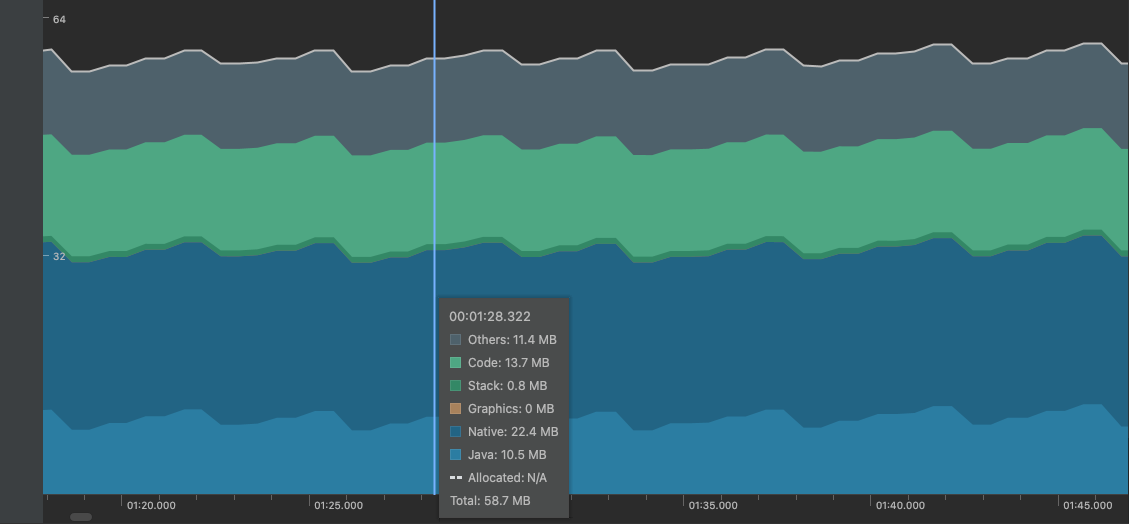 64
32
00:01:28.322
Others: 11.4 MB
Code: 13.7 MB
Stack: 0.8 MB
Graphics: 0 MB
Native: 22.4 MB
Java: 10.5 MB
Allocated: N/A
Total: 58.7 MB
01:20.000 01:25.000 01:35.000 01:40.000 01:45.000